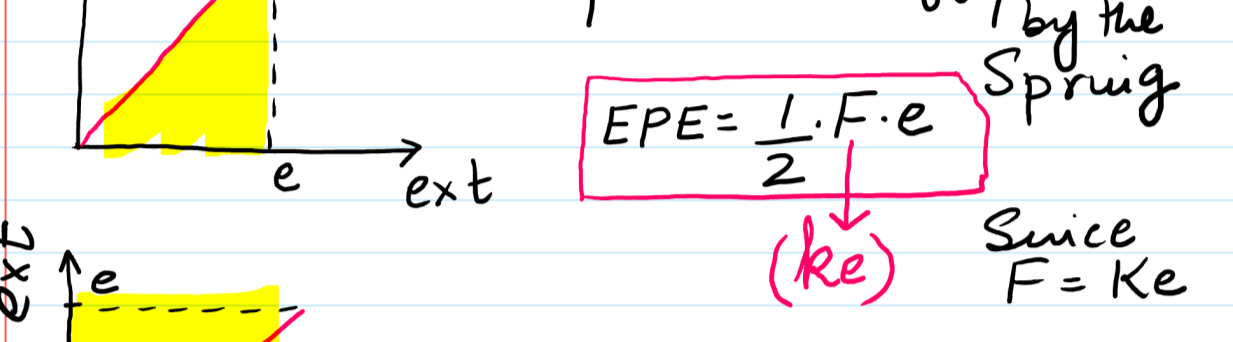 by the
Spring
EPE = 1/2 . F . e
e
ext
(ke)
Since
F = Ke
ext
e